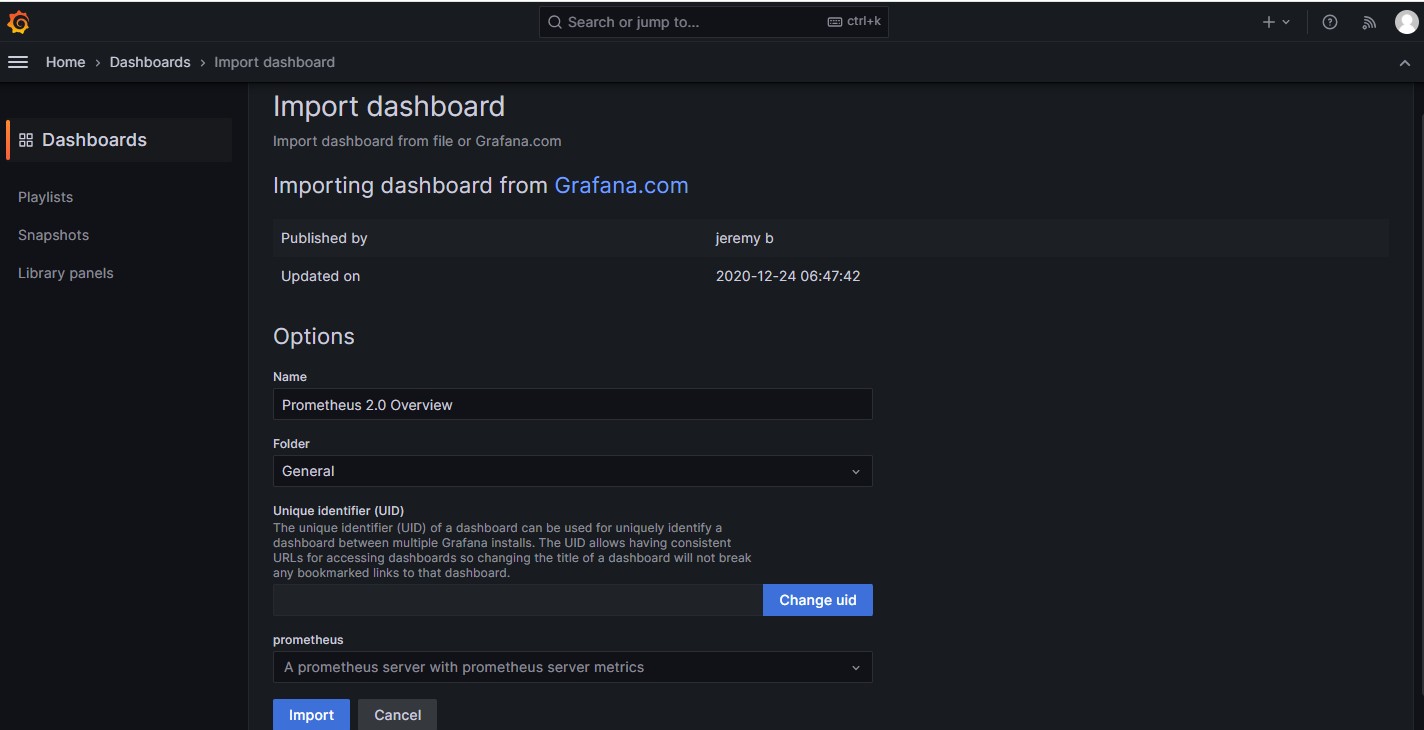 Search or jump to... ctrl+k
Home › Dashboards › Import dashboard
Dashboards
Playlists
Snapshots
Library panels
Import dashboard
Import dashboard from file or Grafana.com
Importing dashboard from Grafana.com
Published by jeremy b
Updated on 2020-12-24 06:47:42
Options
Name
Prometheus 2.0 Overview
Folder
General
Unique identifier (UID)
The unique identifier (UID) of a dashboard can be used for uniquely identify a
dashboard between multiple Grafana installs. The UID allows having consistent
URLs for accessing dashboards so changing the title of a dashboard will not break
any bookmarked links to that dashboard.
Change uid
prometheus
A prometheus server with prometheus server metrics
Import Cancel